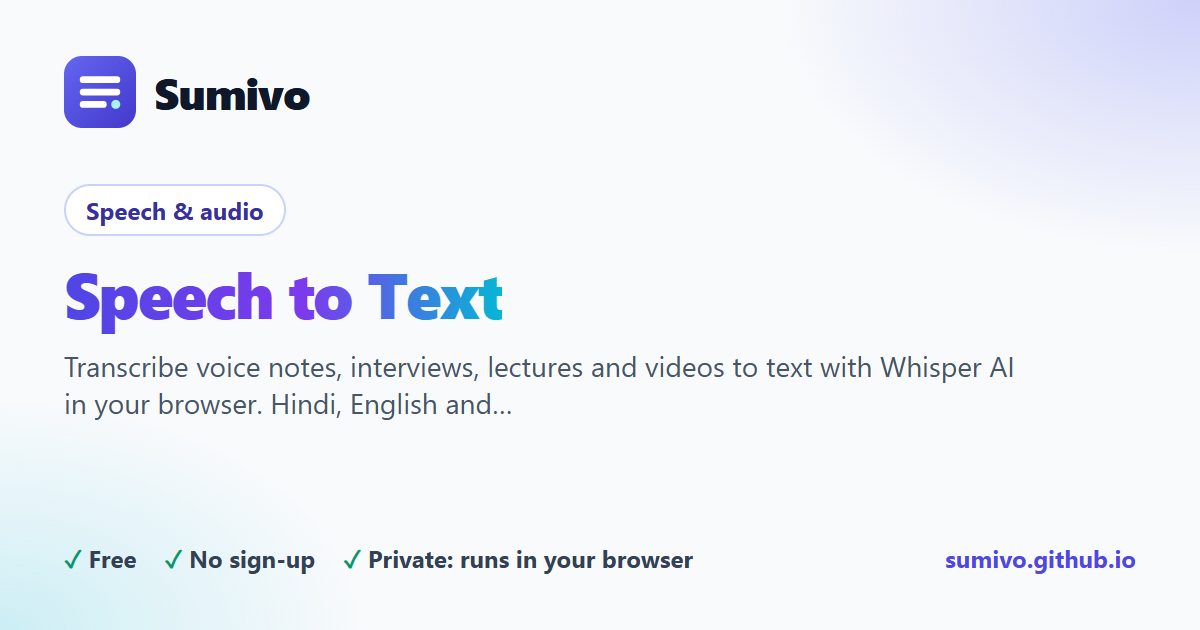 Sumivo
Speech & audio
Speech to Text
Transcribe voice notes, interviews, lectures and videos to text with Whisper AI
in your browser. Hindi, English and...
✓ Free ✓ No sign-up ✓ Private: runs in your browser
sumivo.github.io